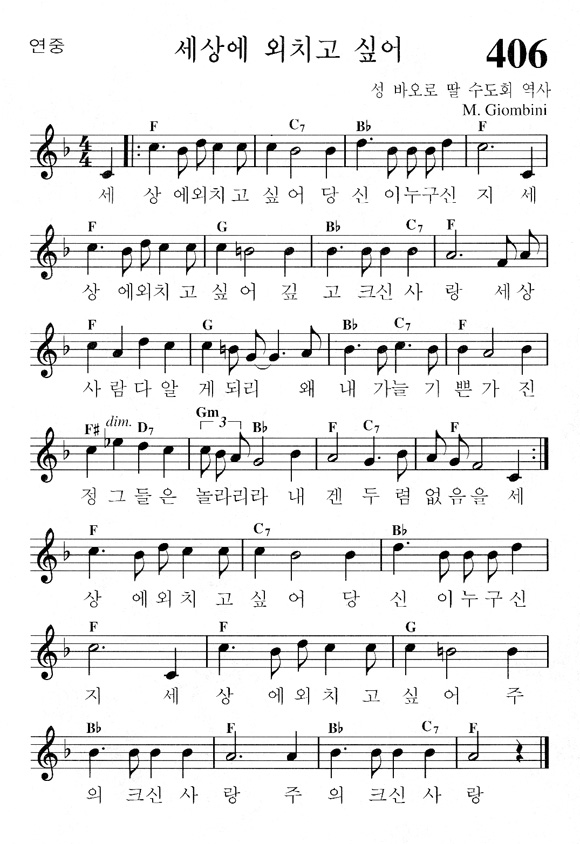 연중 세상에 외치고 싶어 406
성 바오로 딸 수도회 역사
M. Giombini
F C7 B♭ F
4 4
세 상 에외치고 싶어 당 신 이누구신 지 세
F G B♭ C7 F
상 에외치 고 싶어 깊 고 크신 사 랑 세상
F G B♭ C7 F
사람다알 게되리 왜 내 가늘 기 쁜가 진
F# dim. D7 Gm 3 B♭ F C7 F
정 그들은 놀라리라 내 겐 두 렴 없음을 세
F C7 B♭
상 에외치 고 싶 어 당 신 이누구신
F F G
지 세 상 에외 치 고 싶 어 주
B♭ F B♭ C7 F
의 크신 사 랑 주 의 크신 사 랑